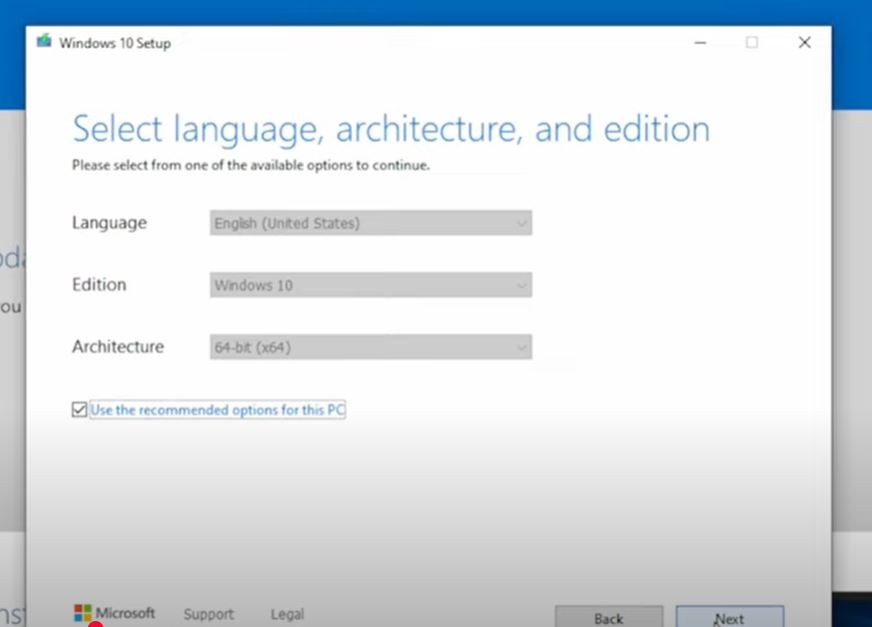 Windows 10 Setup
Select language, architecture, and edition
Please select from one of the available options to continue.
Language English (United States)
Edition Windows 10
Architecture 64-bit (x64)
Use the recommended options for this PC
ou
Microsoft Support Legal Back Next